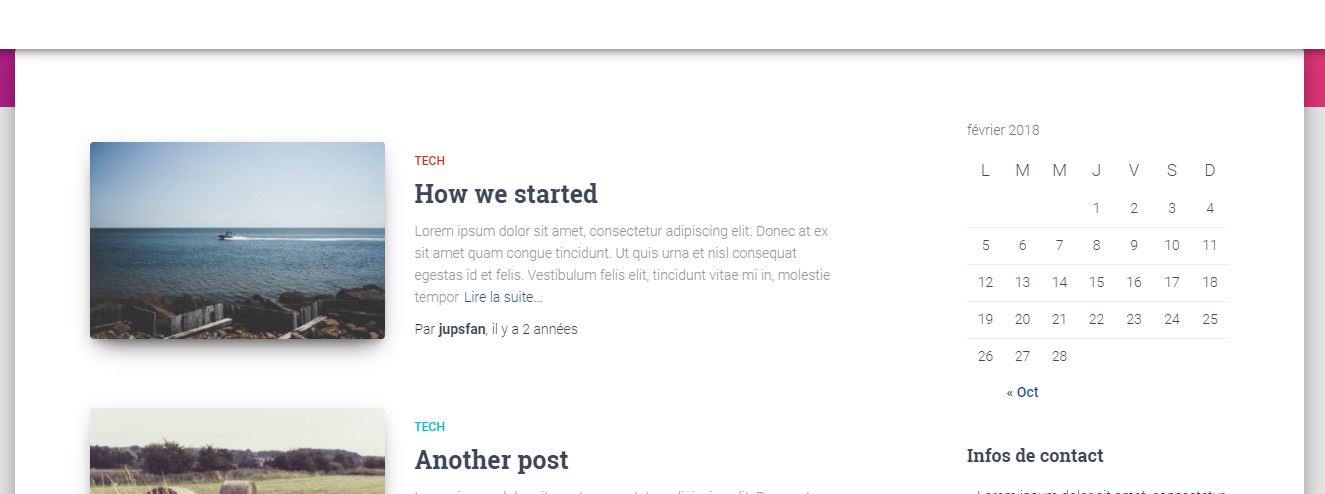 TECH
How we started
Lorem ipsum dolor sit amet, consectetur adipiscing elit. Donec at ex
sit amet quam congue tincidunt. Ut quis urna et nisl consequat
egestas id et felis. Vestibulum felis elit, tincidunt vitae mi in, molestie
tempor Lire la suite…
Par jupsfan, il y a 2 années
TECH
Another post
février 2018
L M M J V S D
1 2 3 4
5 6 7 8 9 10 11
12 13 14 15 16 17 18
19 20 21 22 23 24 25
26 27 28
« Oct
Infos de contact